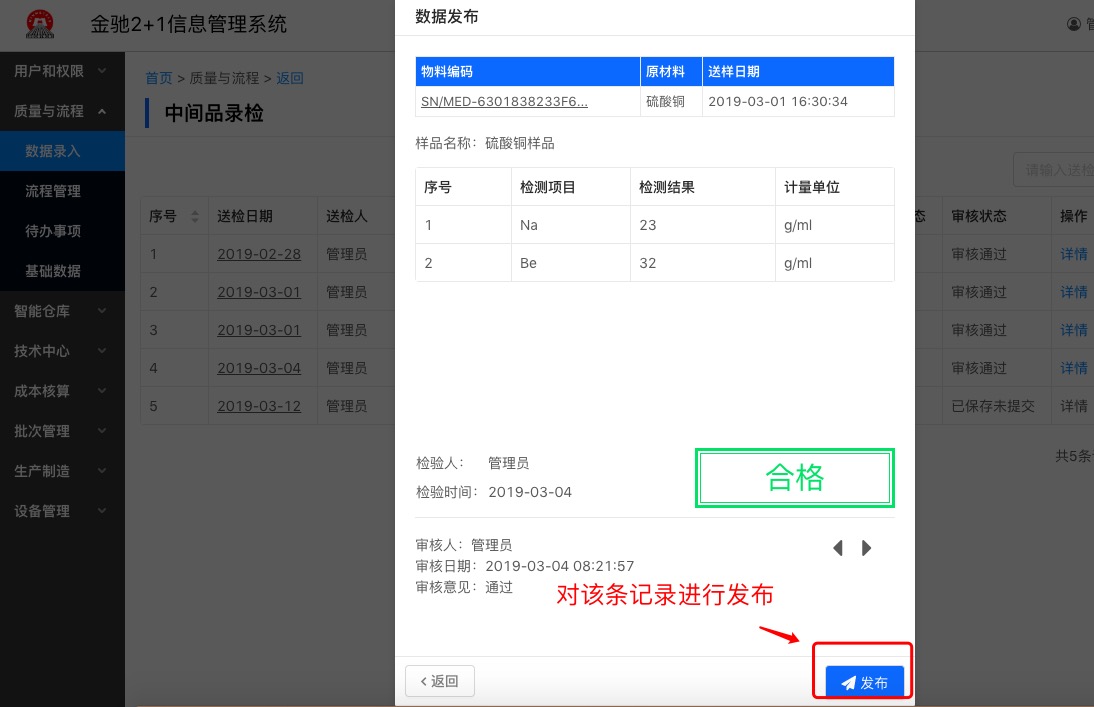 金驰2+1信息管理系统
管
用户和权限
质量与流程
数据录入
流程管理
待办事项
基础数据
智能仓库
技术中心
成本核算
批次管理
生产制造
设备管理
首页 > 质量与流程 > 返回
中间品录检
请输入送检
序号 送检日期 送检人 态 审核状态 操作
1 2019-02-28 管理员 审核通过 详情
2 2019-03-01 管理员 审核通过 详情
3 2019-03-01 管理员 审核通过 详情
4 2019-03-04 管理员 审核通过 详情
5 2019-03-12 管理员 已保存未提交 详情
共5条
数据发布
物料编码 原材料 送样日期
SN/MED-6301838233F6... 硫酸铜 2019-03-01 16:30:34
样品名称: 硫酸铜样品
序号 检测项目 检测结果 计量单位
1 Na 23 g/ml
2 Be 32 g/ml
检验人: 管理员
检验时间: 2019-03-04
合格
审核人: 管理员
审核日期: 2019-03-04 08:21:57
审核意见: 通过
对该条记录进行发布
返回
发布